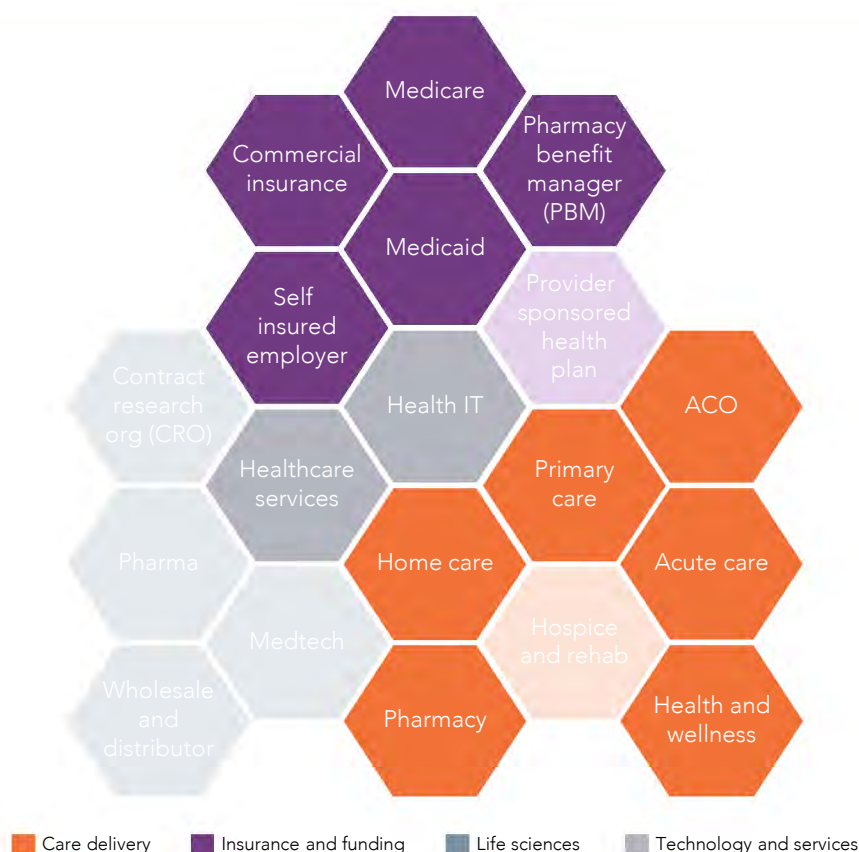 Medicare
Commercial
insurance
Pharmacy
benefit
manager
(PBM)
Medicaid
Self
insured
employer
Provider
sponsored
health
plan
Contract
research
org (CRO)
Health IT
ACO
Healthcare
services
Primary
care
Pharma
Home care
Acute care
Medtech
Hospice
and rehab
Wholesale
and
distributor
Pharmacy
Health and
wellness
Care delivery
Insurance and funding
Life sciences
Technology and services